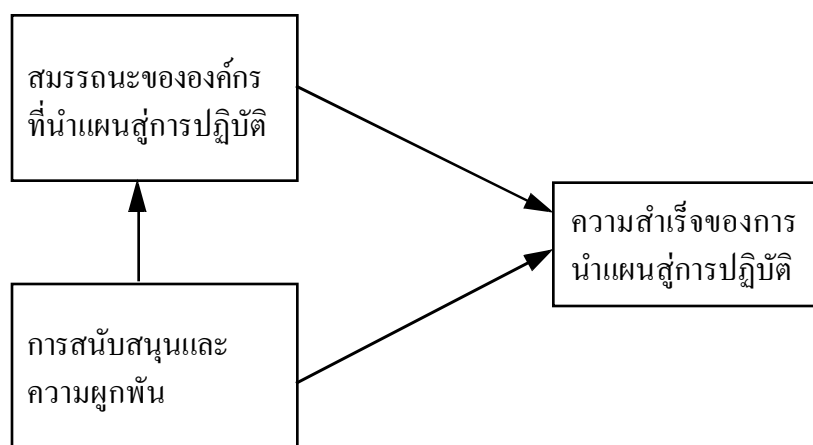 สมรรถนะขององค์กร
ที่นำแผนสู่การปฏิบัติ
ความสำเร็จของการ
นำแผนสู่การปฏิบัติ
การสนับสนุนและ
ความผูกพัน